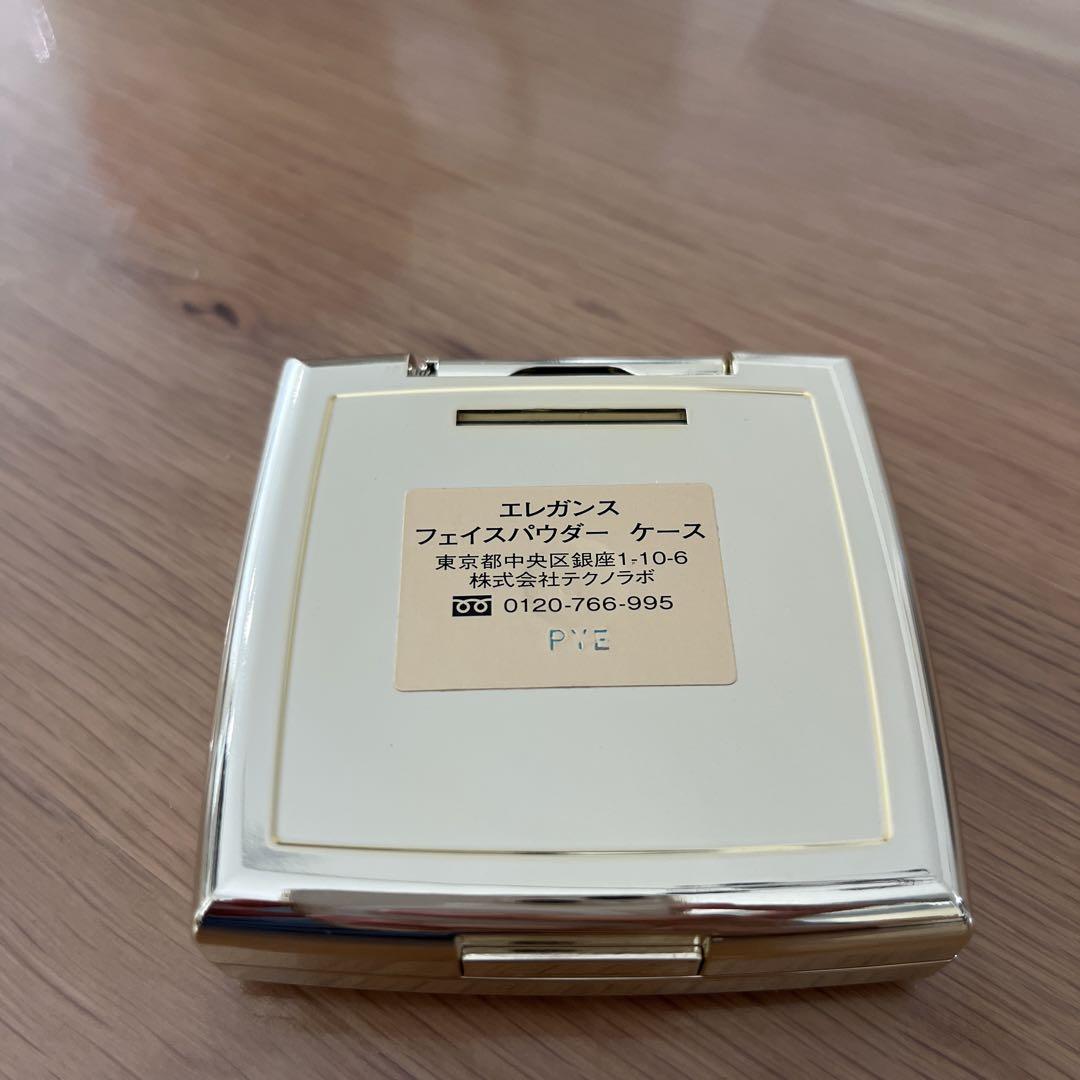 エレガンス
フェイスパウダー ケース
東京都中央区銀座1-10-6
株式会社テクノラボ
0120-766-995
PYE